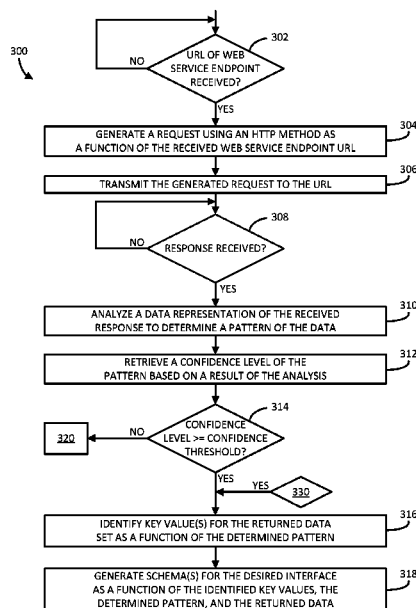 300
302
URL OF WEB
SERVICE ENDPOINT
RECEIVED?
NO
YES
304
GENERATE A REQUEST USING AN HTTP METHOD AS
A FUNCTION OF THE RECEIVED WEB SERVICE ENDPOINT URL
306
TRANSMIT THE GENERATED REQUEST TO THE URL
308
RESPONSE RECEIVED?
NO
YES
310
ANALYZE A DATA REPRESENTATION OF THE RECEIVED
RESPONSE TO DETERMINE A PATTERN OF THE DATA
312
RETRIEVE A CONFIDENCE LEVEL OF THE
PATTERN BASED ON A RESULT OF THE ANALYSIS
314
CONFIDENCE
LEVEL >= CONFIDENCE
THRESHOLD?
NO
320
YES
YES
330
316
IDENTIFY KEY VALUE(S) FOR THE RETURNED DATA
SET AS A FUNCTION OF THE DETERMINED PATTERN
318
GENERATE SCHEMA(S) FOR THE DESIRED INTERFACE
AS A FUNCTION OF THE IDENTIFIED KEY VALUES, THE
DETERMINED PATTERN, AND THE RETURNED DATA